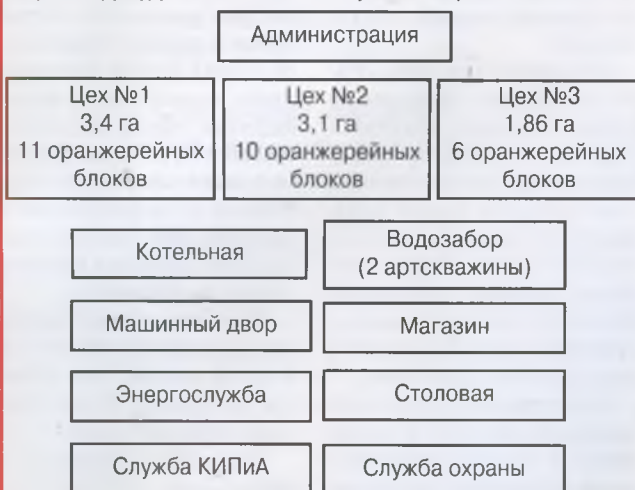 Администрация
Цех №1
3,4 га
11 оранжерейных
блоков
Цех №2
3,1 га
10 оранжерейных
блоков
Цех №3
1,86 га
6 оранжерейных
блоков
Котельная
Водозабор
(2 артскважины)
Машинный двор
Магазин
Энергослужба
Столовая
Служба КИПиА
Служба охраны